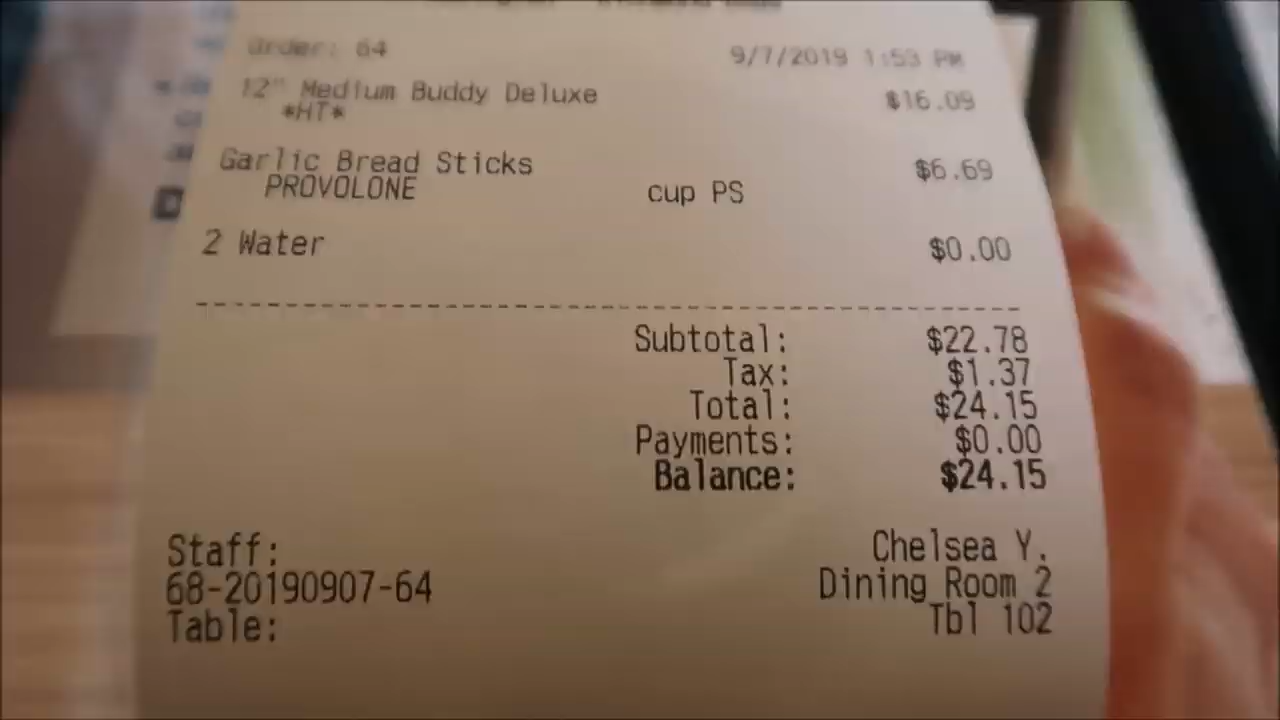 Order: 64 9/7/2019 1:53 PM
12" Medium Buddy Deluxe $16.09
*HT*
Garlic Bread Sticks $6.69
PROVOLONE cup PS
2 Water $0.00
Subtotal: $22.78
Tax: $1.37
Total: $24.15
Payments: $0.00
Balance: $24.15
Staff: Chelsea Y.
68-20190907-64 Dining Room 2
Table: Tbl 102